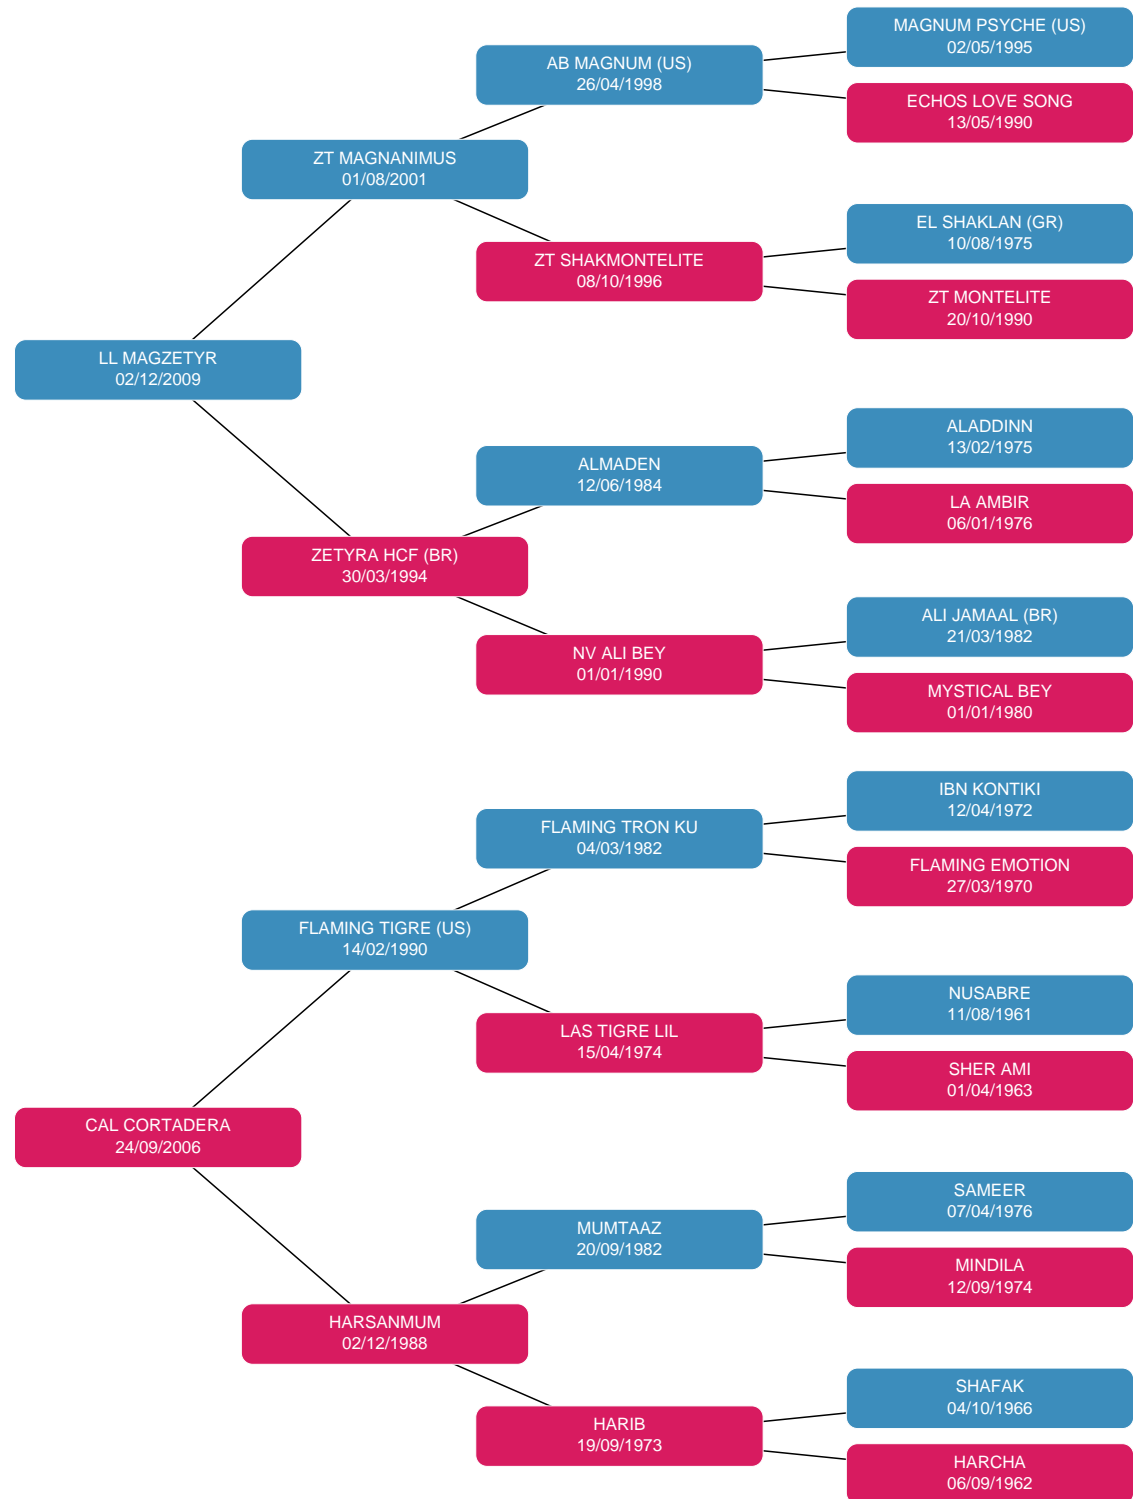 MAGNUM PSYCHE (US)
02/05/1995
AB MAGNUM (US)
26/04/1998
ECHOS LOVE SONG
13/05/1990
ZT MAGNANIMUS
01/08/2001
EL SHAKLAN (GR)
10/08/1975
ZT SHAKMONTELITE
08/10/1996
ZT MONTELITE
20/10/1990
LL MAGZETYR
02/12/2009
ALADDINN
13/02/1975
ALMADEN
12/06/1984
LA AMBIR
06/01/1976
ZETYRA HCF (BR)
30/03/1994
ALI JAMAAL (BR)
21/03/1982
NV ALI BEY
01/01/1990
MYSTICAL BEY
01/01/1980
IBN KONTIKI
12/04/1972
FLAMING TRON KU
04/03/1982
FLAMING EMOTION
27/03/1970
FLAMING TIGRE (US)
14/02/1990
NUSABRE
11/08/1961
LAS TIGRE LIL
15/04/1974
SHER AMI
01/04/1963
CAL CORTADERA
24/09/2006
SAMEER
07/04/1976
MUMTAAZ
20/09/1982
MINDILA
12/09/1974
HARSANMUM
02/12/1988
SHAFAK
04/10/1966
HARIB
19/09/1973
HARCHA
06/09/1962